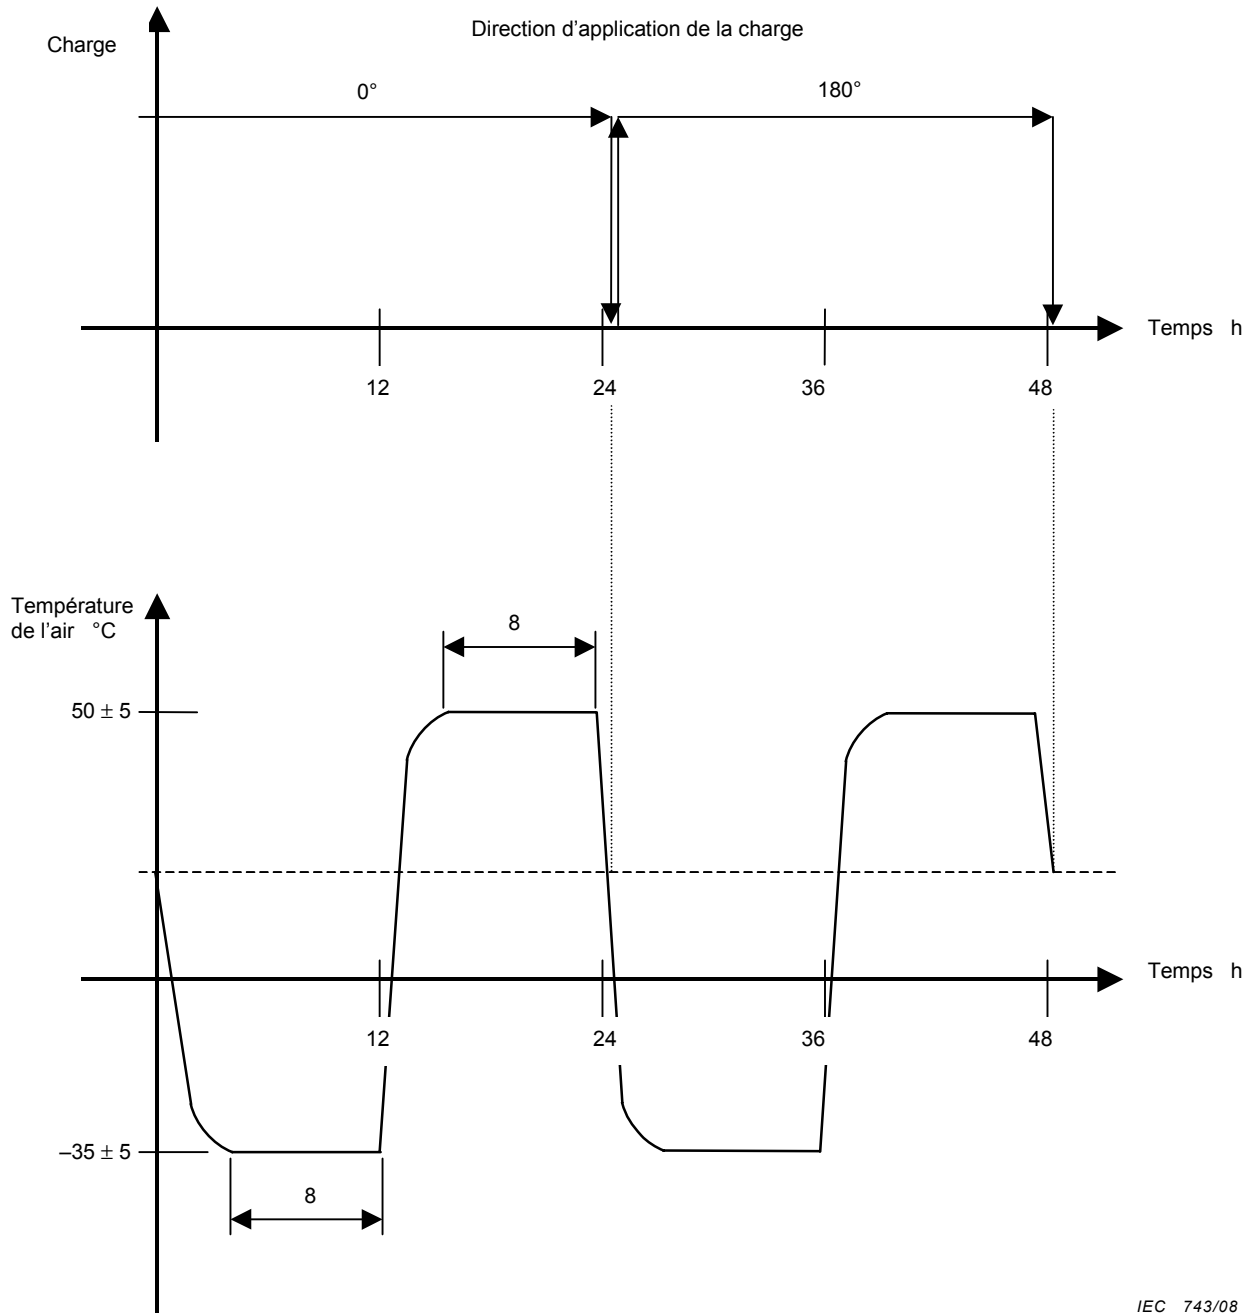 Direction d'application de la charge
Charge
0°
180°
Temps h
12
24
36
48
Température
de l'air °C
8
50 ± 5
Temps h
12
24
36
48
–35 ± 5
8
IEC 743/08